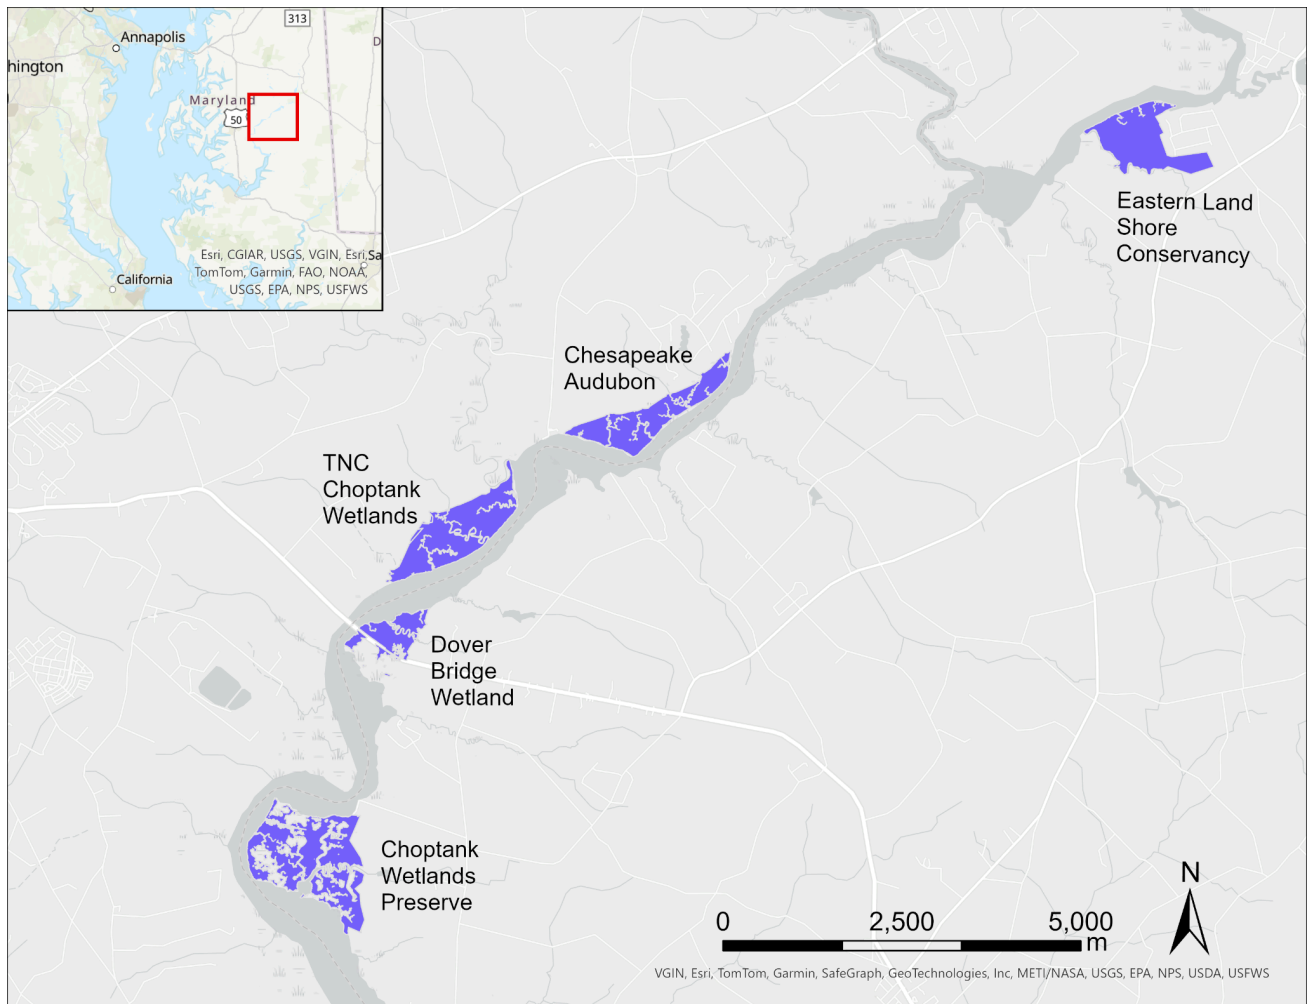 313
Annapolis
D
hington
Maryland
50
Esri, CGIAR, USGS, VGIN, Esri,
Sa
TomTom, Garmin, FAO, NOAA,
USGS, EPA, NPS, USFWS
California
Eastern Land
Shore
Conservancy
Chesapeake
Audubon
TNC
Choptank
Wetlands
Dover
Bridge
Wetland
Choptank
Wetlands
Preserve
N
0 2,500 5,000
m
VGIN, Esri, TomTom, Garmin, SafeGraph, GeoTechnologies, Inc, METI/NASA, USGS, EPA, NPS, USDA, USFWS